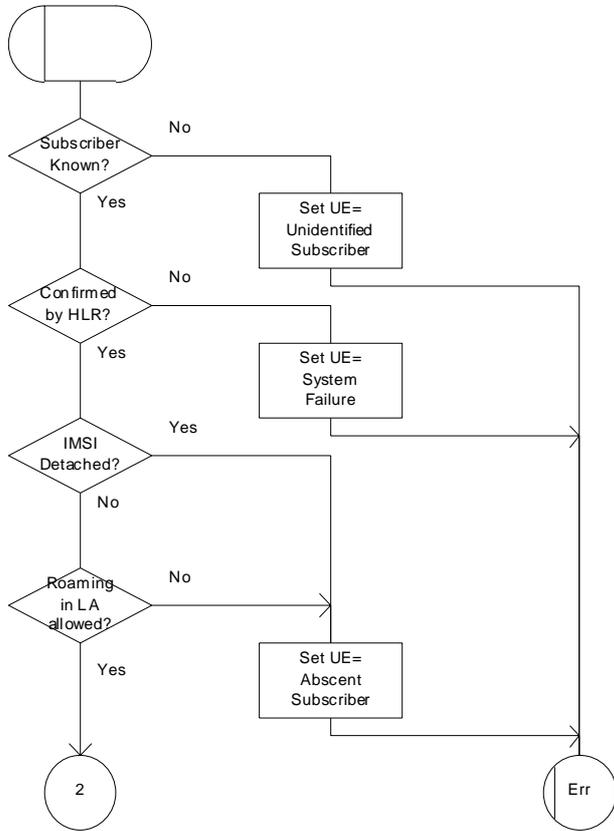 No
Subscriber
Known?
Yes
Set UE=
Unidentified
Subscriber
No
Confirmed
by HLR?
Yes
Set UE=
System
Failure
Yes
IMSI
Detached?
No
No
Roaming
in LA
allowed?
Yes
Set UE=
Abscent
Subscriber
2
Err